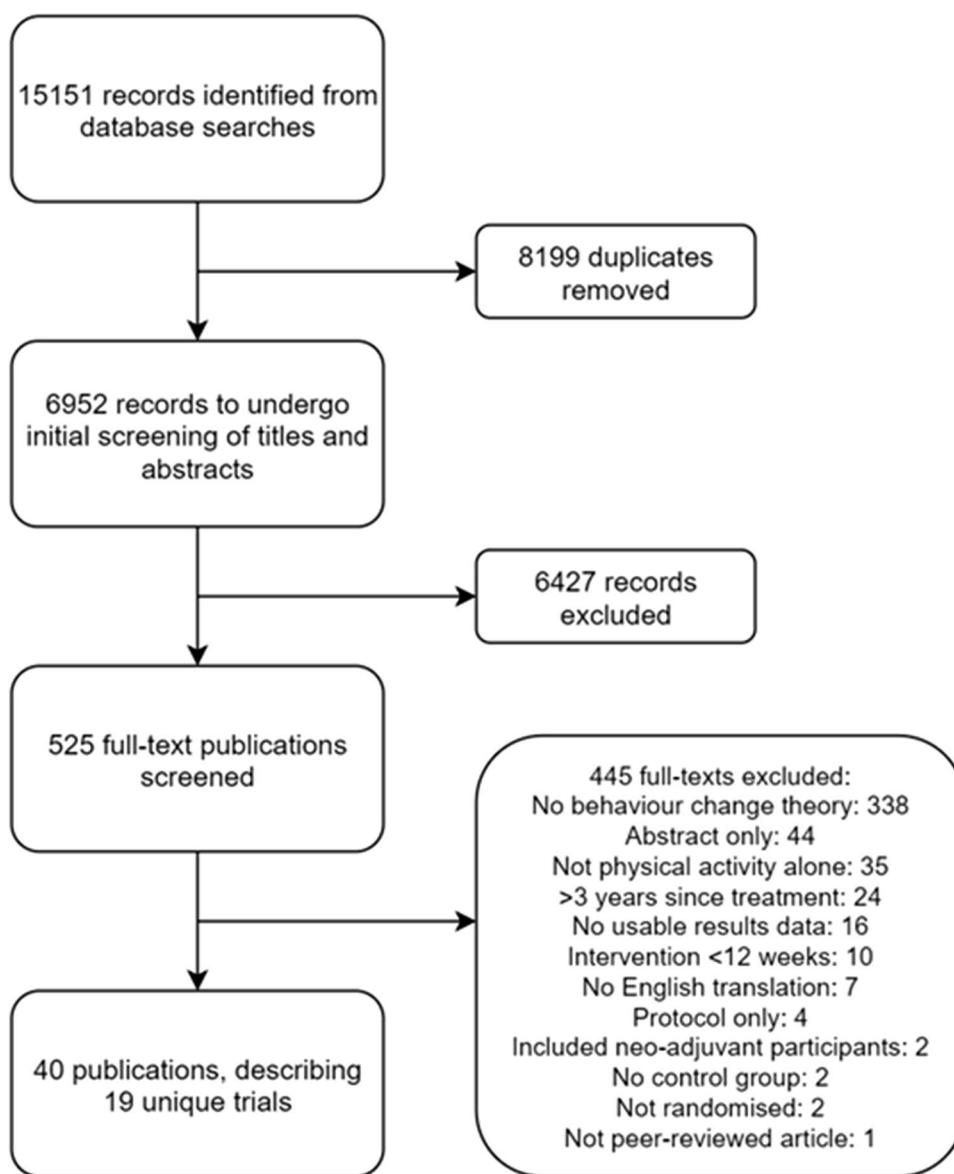 15151 records identified from
database searches
8199 duplicates
removed
6952 records to undergo
initial screening of titles and
abstracts
6427 records
excluded
525 full-text publications
screened
445 full-texts excluded:
No behaviour change theory: 338
Abstract only: 44
Not physical activity alone: 35
>3 years since treatment: 24
No usable results data: 16
Intervention <12 weeks: 10
No English translation: 7
Protocol only: 4
Included neo-adjuvant participants: 2
No control group: 2
Not randomised: 2
Not peer-reviewed article: 1
40 publications, describing
19 unique trials